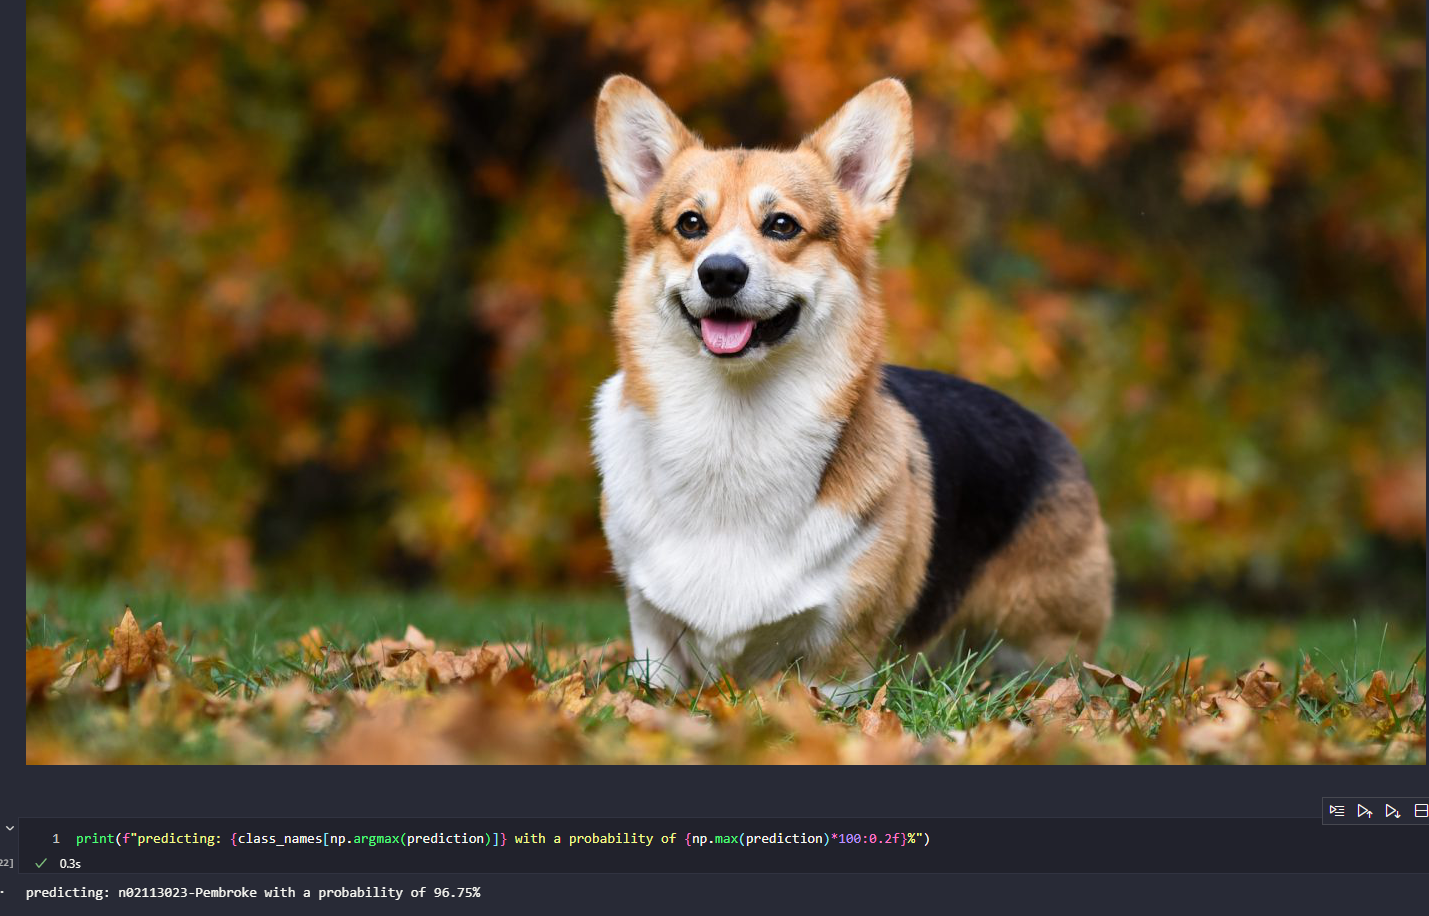 1 print(f"predicting: {class_names[np.argmax(prediction)]} with a probability of {np.max(prediction)*100:0.2f}%")
22] 0.3s
predicting: n02113023-Pembroke with a probability of 96.75%